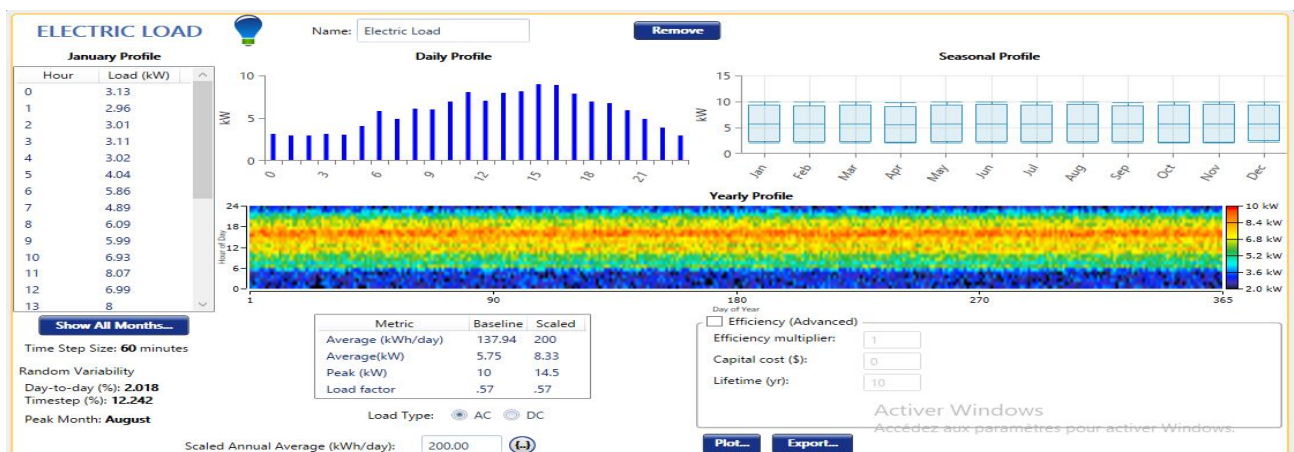 ELECTRIC LOAD
Name: Electric Load
Remove
January Profile
Hour Load (kW)
0 3.13
1 2.96
2 3.01
3 3.11
4 3.02
5 4.04
6 5.86
7 4.89
8 6.09
9 5.99
10 6.93
11 8.07
12 6.99
13 8
Show All Months...
Time Step Size: 60 minutes
Random Variability
Day-to-day (%): 2.018
Timestep (%): 12.242
Peak Month: August
Daily Profile
kW
10
5
0
0 3 6 9 12 15 18 21
Seasonal Profile
kW
15
10
5
0
Jan Feb Mar Apr May Jun Jul Aug Sep Oct Nov Dec
Yearly Profile
Hour of Day
24
18
12
6
0
1 90 180 270 365
Day of Year
10 kW
8.4 kW
6.8 kW
5.2 kW
3.6 kW
2.0 kW
Metric Baseline Scaled
Average (kWh/day) 137.94 200
Average(kW) 5.75 8.33
Peak (kW) 10 14.5
Load factor .57 .57
Load Type: AC DC
Scaled Annual Average (kWh/day): 200.00 {..}
Efficiency (Advanced)
Efficiency multiplier: 1
Capital cost ($): 0
Lifetime (yr): 10
Activer Windows
Accédez aux paramètres pour activer Windows.
Plot... Export...